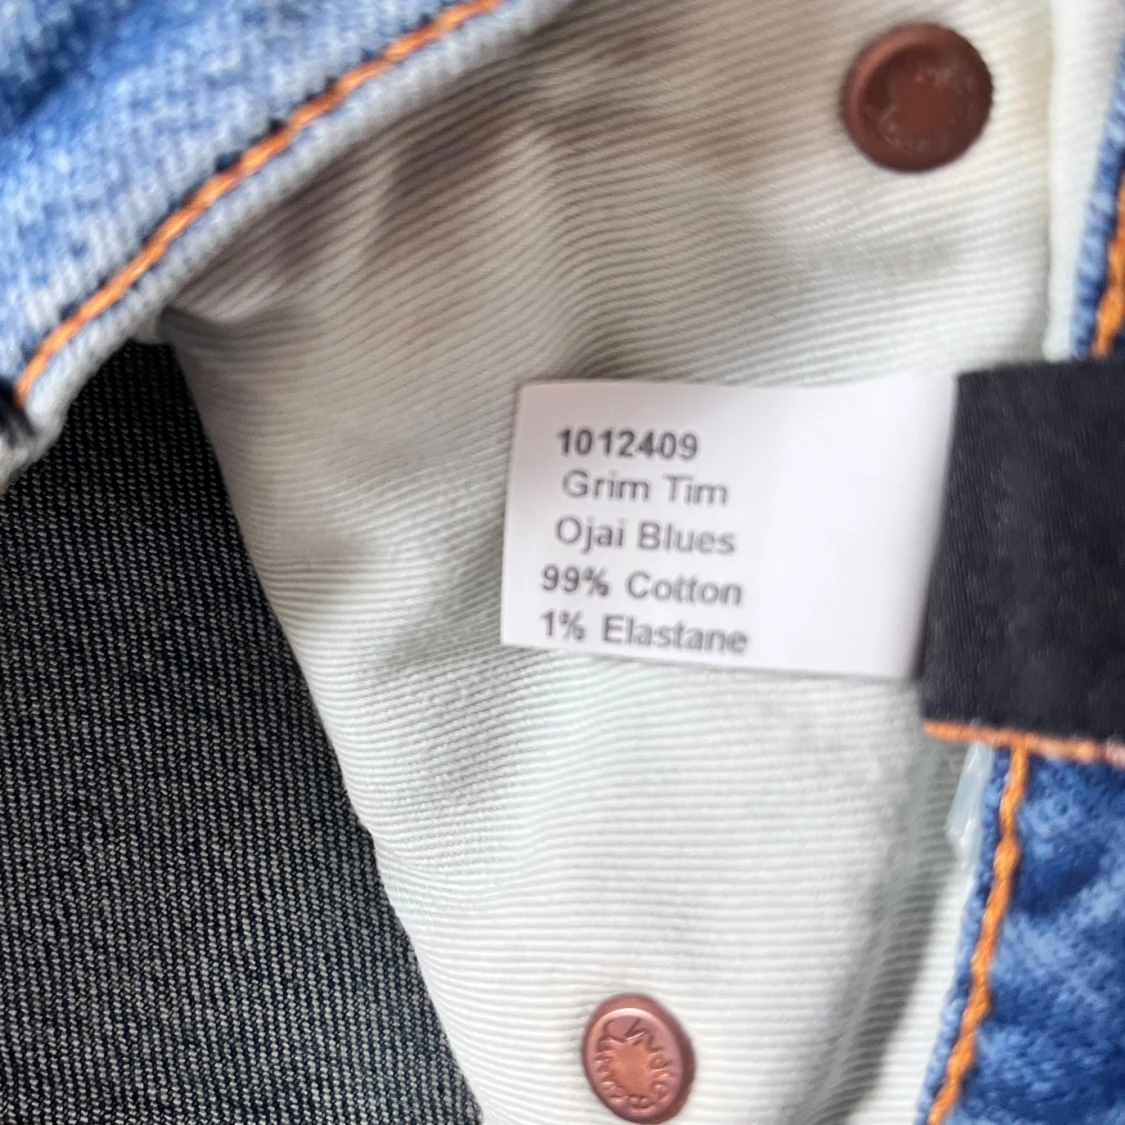 1012409
Grim Tim
Ojai Blues
99% Cotton
1% Elastane